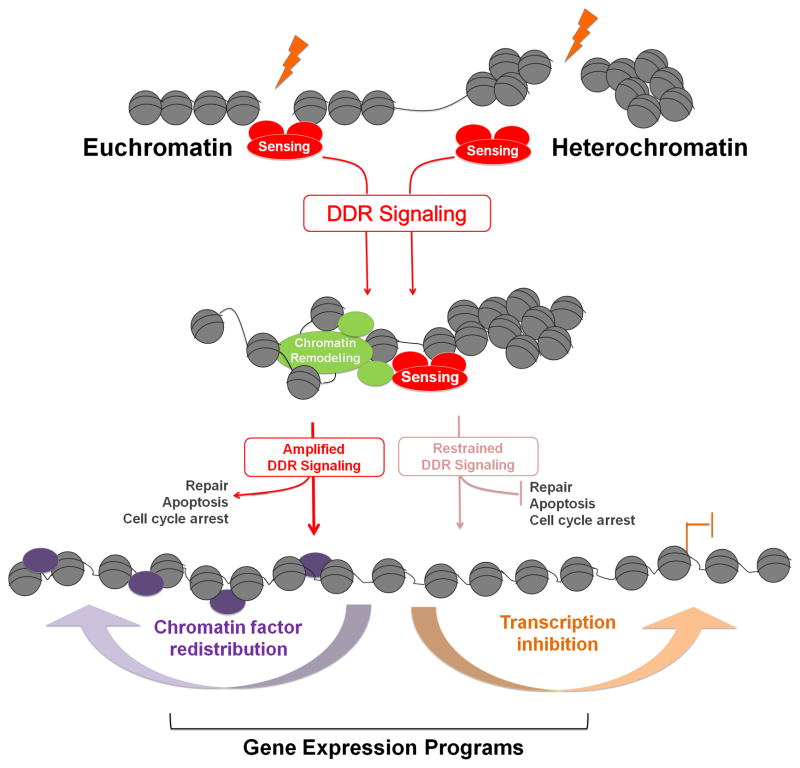 Euchromatin
Sensing
Sensing
Heterochromatin
DDR Signaling
Chromatin
Remodeling
Sensing
Amplified
DDR Signaling
Restrained
DDR Signaling
Repair
Apoptosis
Cell cycle arrest
Repair
Apoptosis
Cell cycle arrest
Chromatin factor
redistribution
Transcription
inhibition
Gene Expression Programs